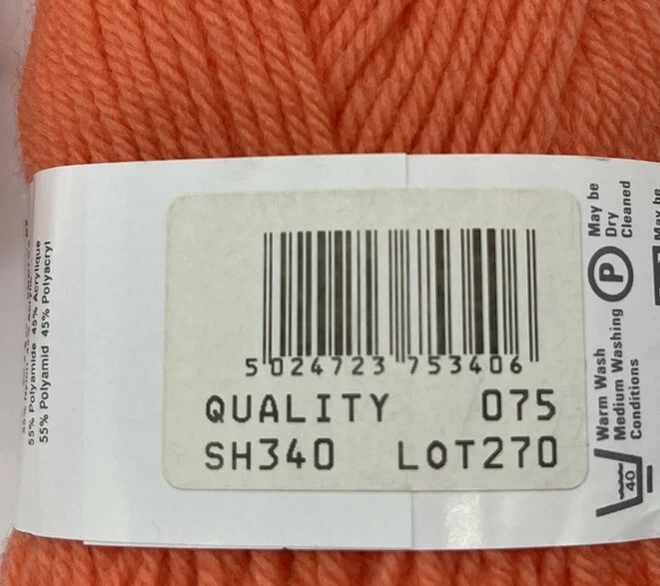 5 024723 753406
QUALITY 075
SH340 LOT270
May be
Dry
Cleaned
P
Warm Wash
Medium Washing
Conditions
40
May be
55% Polyamide 45% Acrylique
55% Polyamid 45% Polyacryl